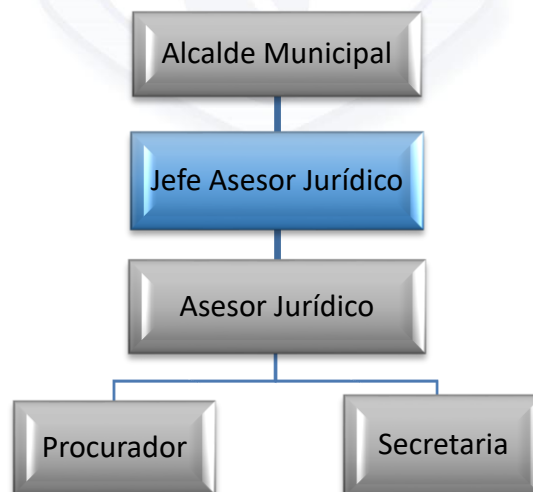 Alcalde Municipal
Jefe Asesor Jurídico
Asesor Jurídico
Procurador
Secretaria